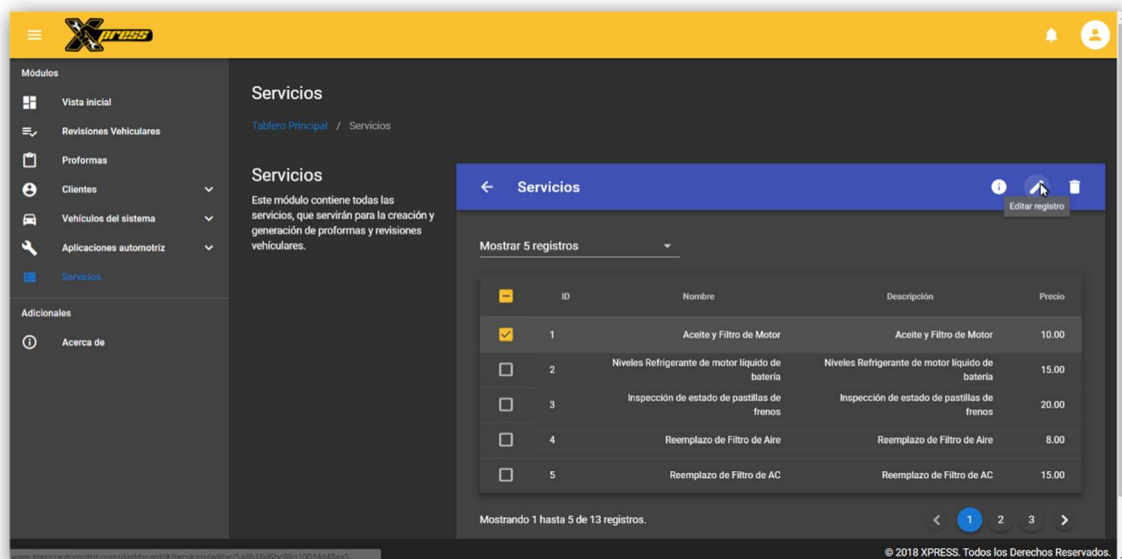 Xpress
Módulos
Vista inicial
Revisiones Vehiculares
Proformas
Clientes
Vehículos del sistema
Aplicaciones automotríz
Servicios
Adicionales
Acerca de
Servicios
Tablero Principal / Servicios
Servicios
Este módulo contiene todas las
servicios, que servirán para la creación y
generación de proformas y revisiones
vehículares.
Servicios
Editar registro
Mostrar 5 registros
ID Nombre Descripción Precio
1 Aceite y Filtro de Motor Aceite y Filtro de Motor 10.00
2 Niveles Refrigerante de motor líquido de batería Niveles Refrigerante de motor líquido de batería 15.00
3 Inspección de estado de pastillas de frenos Inspección de estado de pastillas de frenos 20.00
4 Reemplazo de Filtro de Aire Reemplazo de Filtro de Aire 8.00
5 Reemplazo de Filtro de AC Reemplazo de Filtro de AC 15.00
Mostrando 1 hasta 5 de 13 registros.
1 2 3
© 2018 XPRESS. Todos los Derechos Reservados.